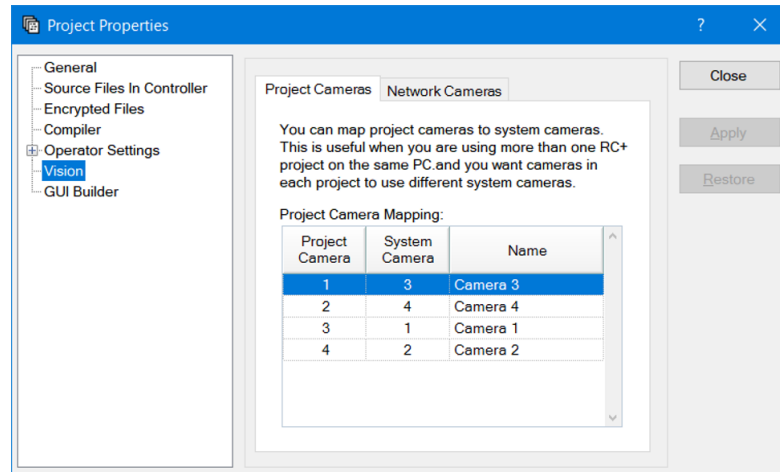 Project Properties
?
General
Source Files In Controller
Encrypted Files
Compiler
Operator Settings
Vision
GUI Builder
Project Cameras Network Cameras
You can map project cameras to system cameras.
This is useful when you are using more than one RC+
project on the same PC.and you want cameras in
each project to use different system cameras.
Project Camera Mapping:
Project Camera System Camera Name
1 3 Camera 3
2 4 Camera 4
3 1 Camera 1
4 2 Camera 2
Close
Apply
Restore